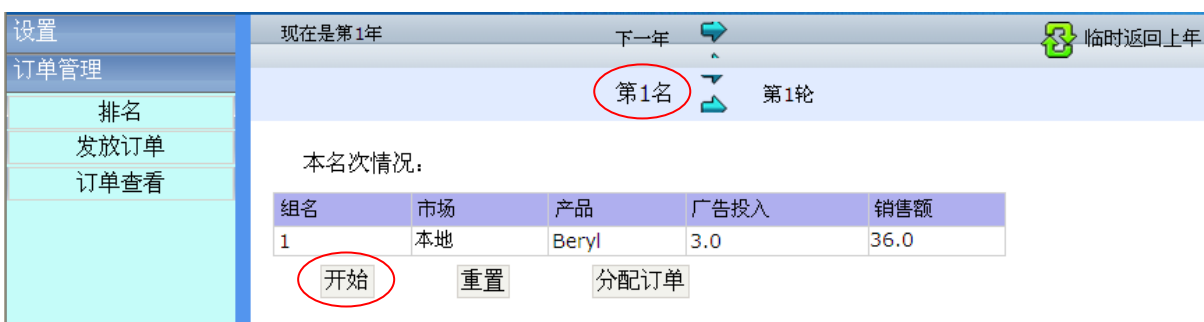 设置
现在是第1年 下一年 临时返回上年
订单管理
第1名 第1轮
排名
发放订单
订单查看
本名次情况：
组名 市场 产品 广告投入 销售额
1 本地 Beryl 3.0 36.0
开始 重置 分配订单